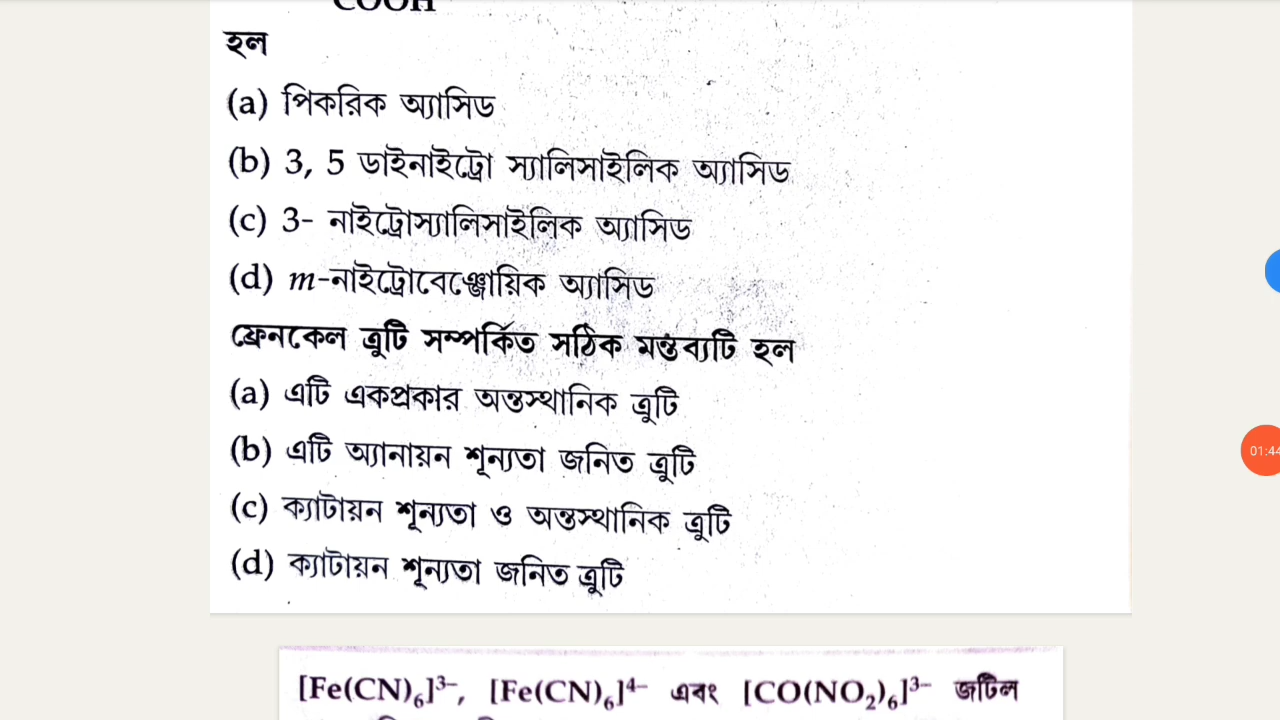 COOH
হল
(a) পিকরিক অ্যাসিড
(b) 3, 5 ডাইনাইট্রো স্যালিসাইলিক অ্যাসিড
(c) 3- নাইট্রোস্যালিসাইলিক অ্যাসিড
(d) m-নাইট্রোবেঞ্জোয়িক অ্যাসিড
ফ্রেনকেল ত্রুটি সম্পর্কিত সঠিক মন্তব্যটি হল
(a) এটি একপ্রকার অন্তস্থানিক ত্রুটি
(b) এটি অ্যানায়ন শূন্যতা জনিত ত্রুটি
(c) ক্যাটায়ন শূন্যতা ও অন্তস্থানিক ত্রুটি
(d) ক্যাটায়ন শূন্যতা জনিত ত্রুটি
01:44
[Fe(CN)₆]³⁻, [Fe(CN)₆]⁴⁻ এবং [CO(NO₂)₆]³⁻ জটিল